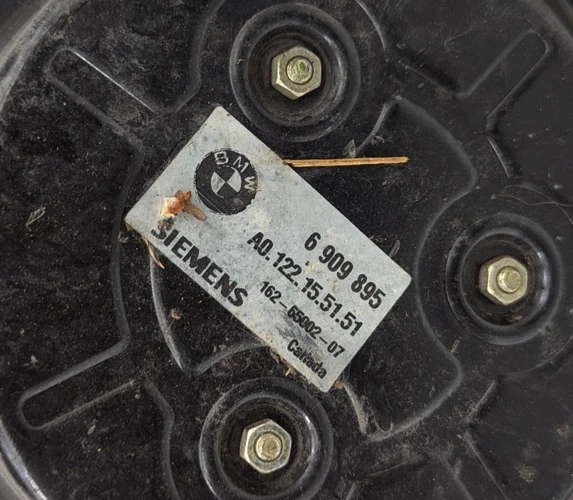 BMW
6 909 895
A0.122.15.51.51
SIEMENS
162-65002-07
Canada